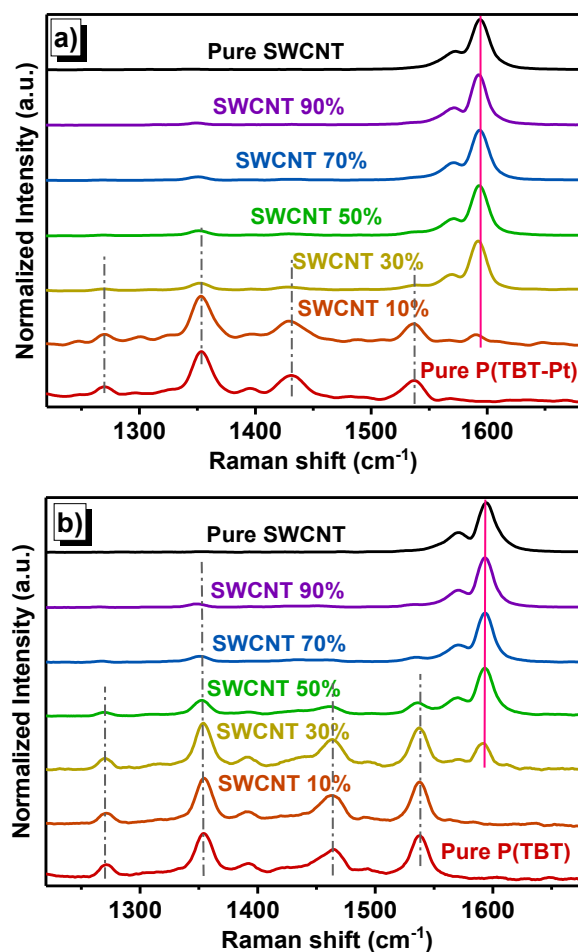 a)
Pure SWCNT
SWCNT 90%
SWCNT 70%
SWCNT 50%
SWCNT 30%
SWCNT 10%
Pure P(TBT-Pt)
Normalized Intensity (a.u.)
1300 1400 1500 1600
Raman shift (cm⁻¹)
b)
Pure SWCNT
SWCNT 90%
SWCNT 70%
SWCNT 50%
SWCNT 30%
SWCNT 10%
Pure P(TBT)
Normalized Intensity (a.u.)
1300 1400 1500 1600
Raman shift (cm⁻¹)